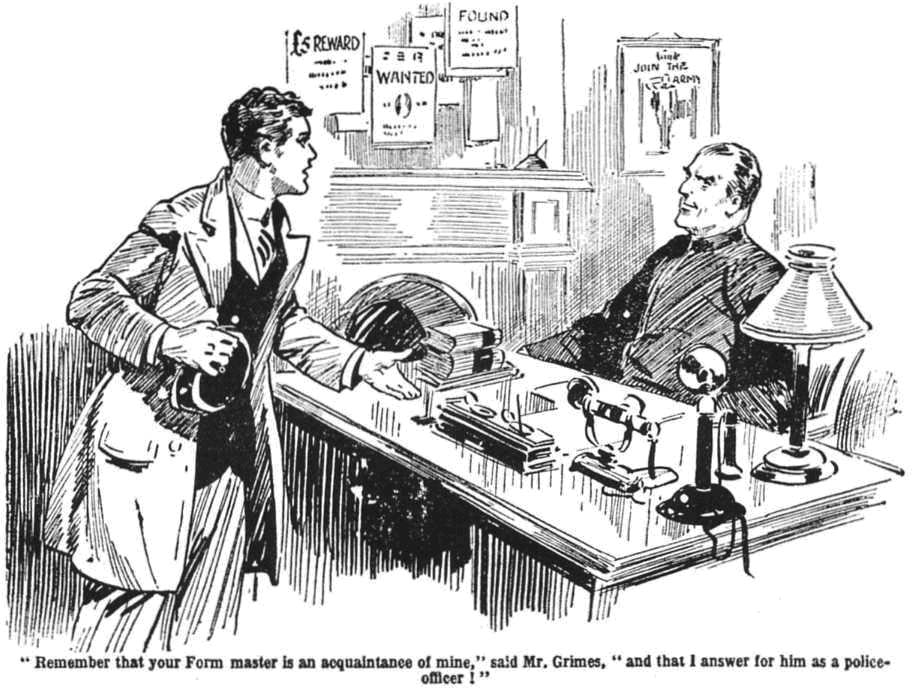 £5 REWARD
WANTED
FOUND
JOIN THE
ARMY
" Remember that your Form master is an acquaintance of mine," said Mr. Grimes, " and that I answer for him as a police-
officer ! "